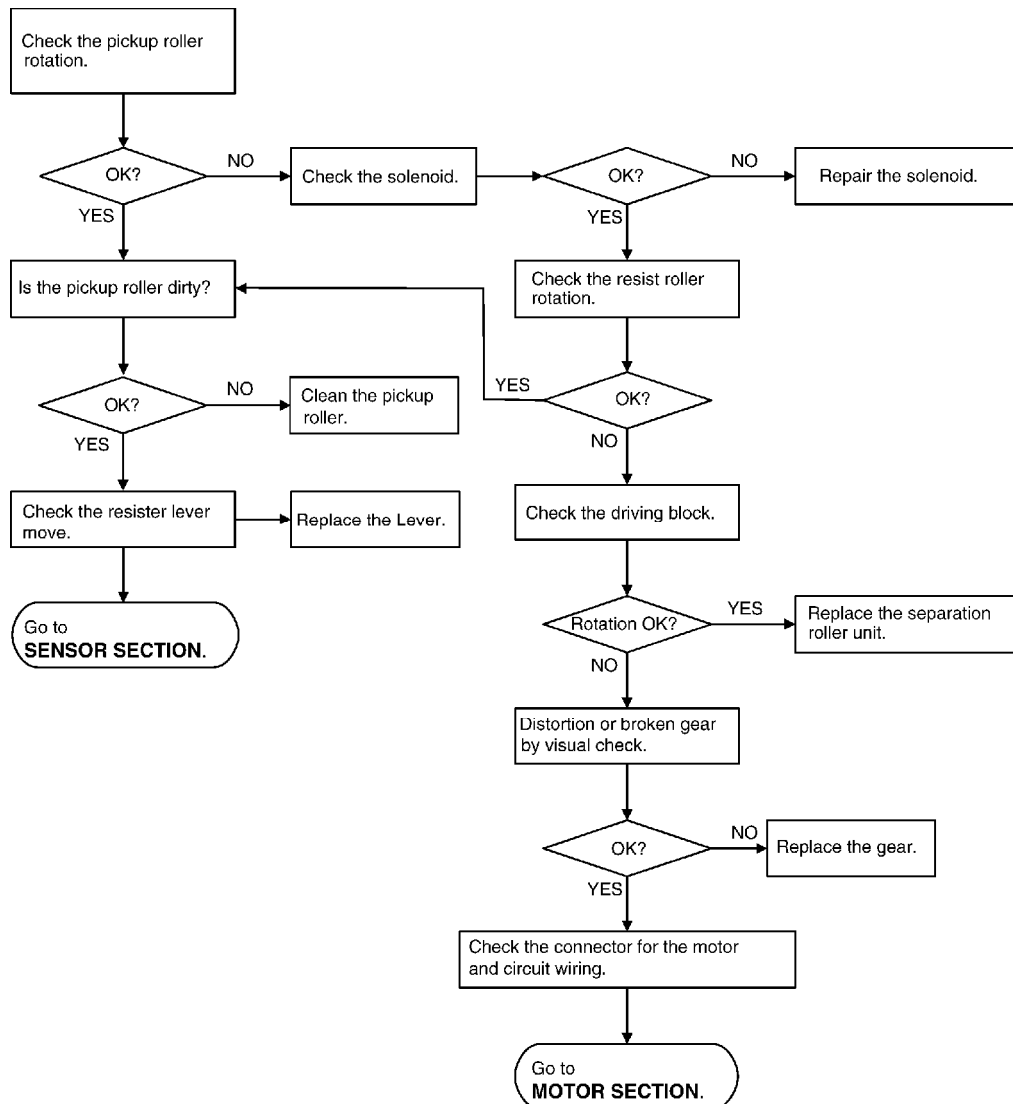 Check the pickup roller
rotation.
OK?
NO
Check the solenoid.
OK?
NO
Repair the solenoid.
YES
YES
Is the pickup roller dirty?
Check the resist roller
rotation.
OK?
NO
Clean the pickup
roller.
YES
OK?
YES
NO
Check the resister lever
move.
Replace the Lever.
Check the driving block.
Go to
SENSOR SECTION.
Rotation OK?
YES
Replace the separation
roller unit.
NO
Distortion or broken gear
by visual check.
OK?
NO
Replace the gear.
YES
Check the connector for the motor
and circuit wiring.
Go to
MOTOR SECTION.